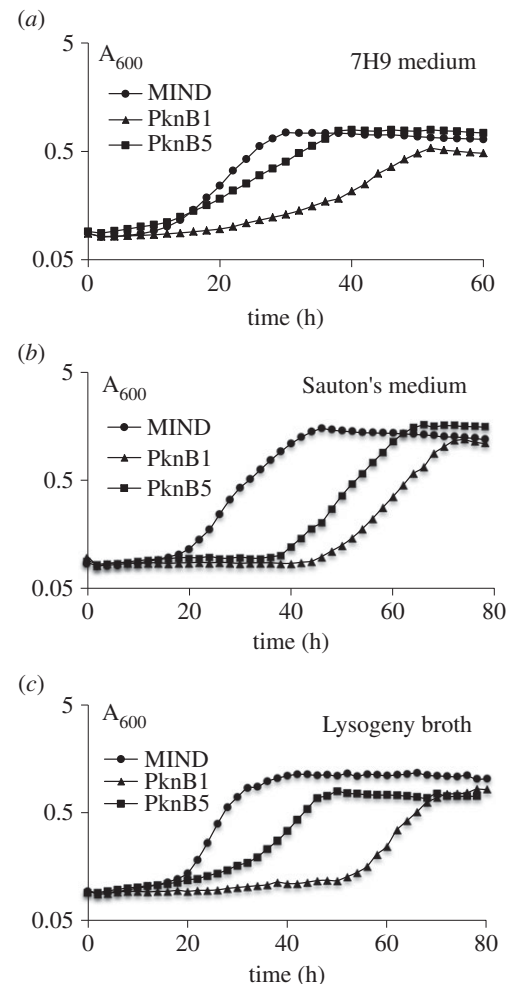 (a)
5
A600
7H9 medium
MIND
PknB1
PknB5
0.5
0.05
0 20 40 60
time (h)
(b)
5
A600
Sauton's medium
MIND
PknB1
PknB5
0.5
0.05
0 20 40 60 80
time (h)
(c)
5
A600
Lysogeny broth
MIND
PknB1
PknB5
0.5
0.05
0 20 40 60 80
time (h)